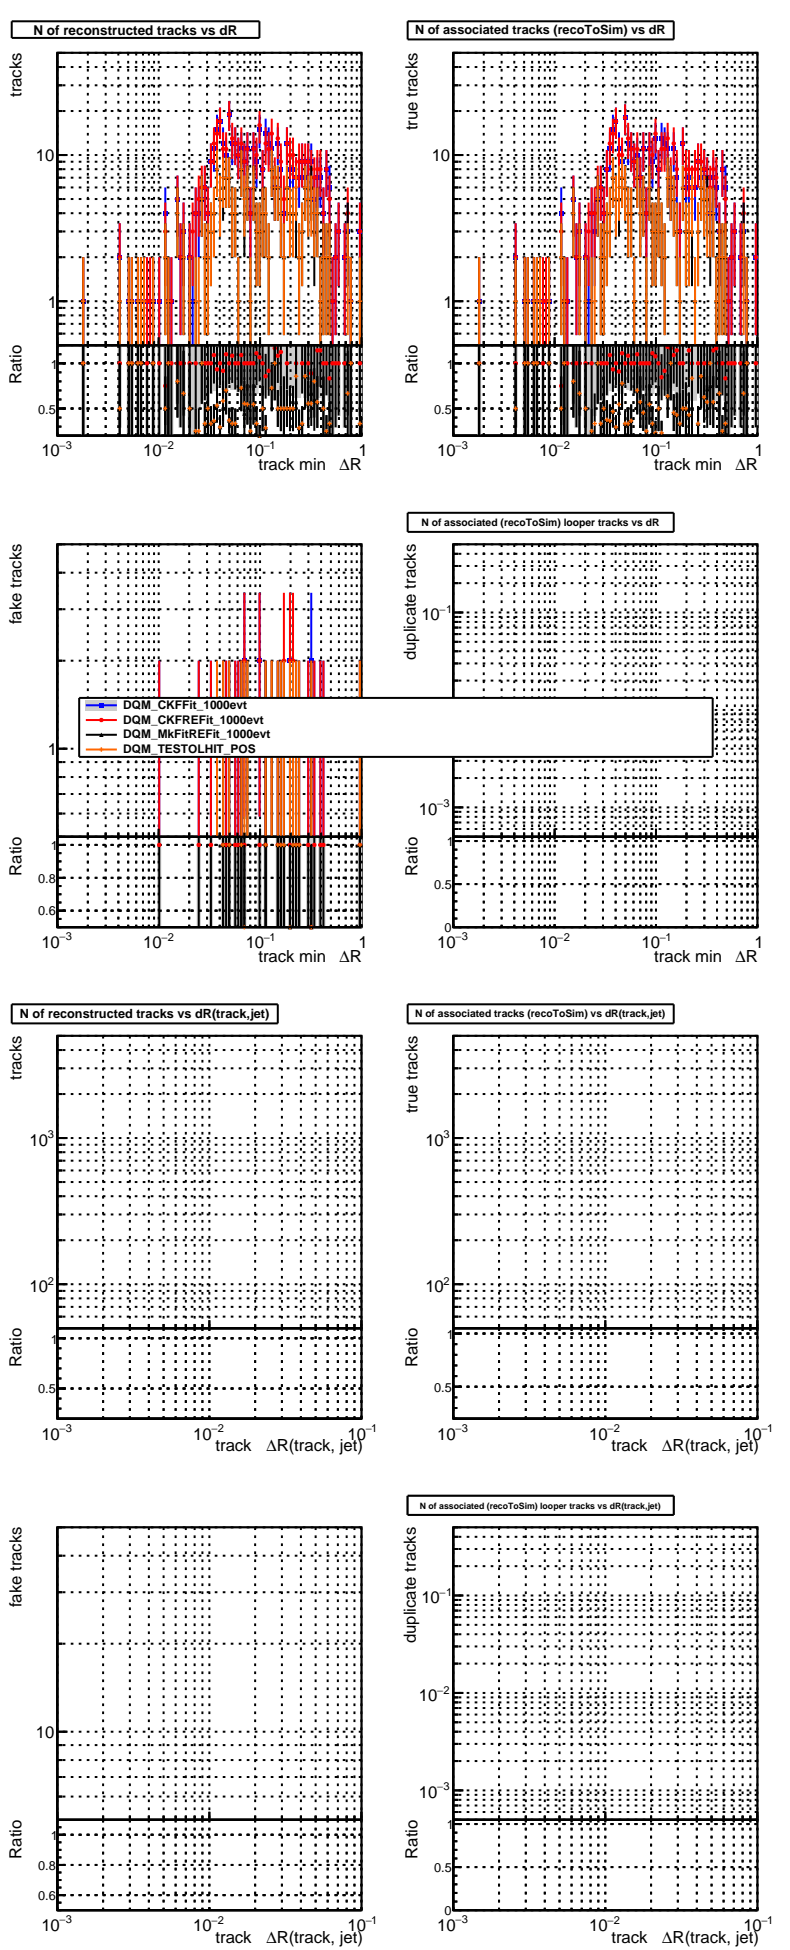 N of reconstructed tracks vs dR
tracks
10
1
Ratio
1
0.5
10−3 10−2 10−1 1
track min ΔR
N of associated tracks (recoToSim) vs dR
true tracks
10
1
Ratio
1
0.5
10−3 10−2 10−1 1
track min ΔR
fake tracks
1
Ratio
1
0.8
0.6
10−3 10−2 10−1 1
track min ΔR
N of associated (recoToSim) looper tracks vs dR
duplicate tracks
10−1
10−3
Ratio
1
0.5
0
10−3 10−2 10−1 1
track min ΔR
DQM_CKFFit_1000evt
DQM_CKFREFit_1000evt
DQM_MkFitREFit_1000evt
DQM_TESTOLHIT_POS
N of reconstructed tracks vs dR(track,jet)
tracks
103
102
Ratio
1
0.5
10−3 10−2 10−1
track ΔR(track, jet)
N of associated tracks (recoToSim) vs dR(track,jet)
true tracks
103
102
Ratio
1
0.5
10−3 10−2 10−1
track ΔR(track, jet)
fake tracks
10
Ratio
1
0.8
0.6
10−3 10−2 10−1
track ΔR(track, jet)
N of associated (recoToSim) looper tracks vs dR(track,jet)
duplicate tracks
10−1
10−2
10−3
Ratio
1
0.5
0
10−3 10−2 10−1
track ΔR(track, jet)